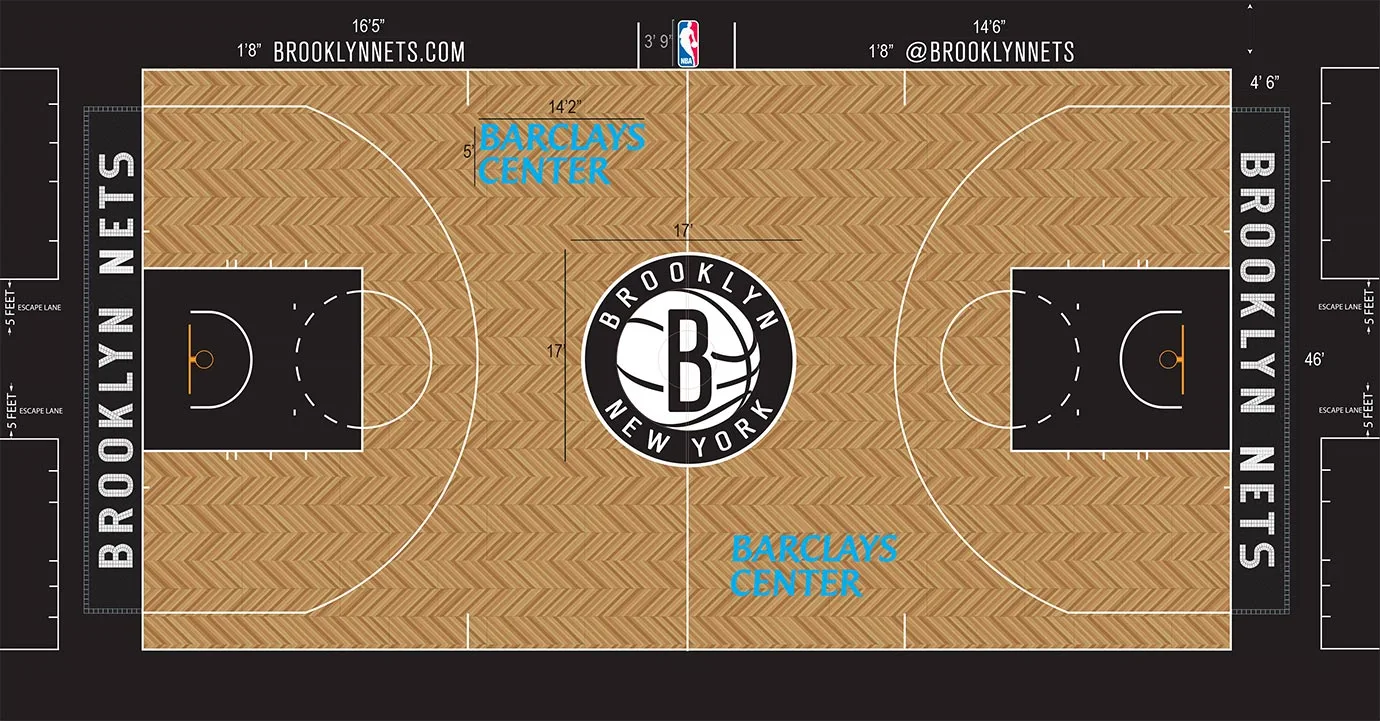 16'5"
14'6"
1'8" BROOKLYNNETS.COM
3' 9"
NBA
1'8" @BROOKLYNNETS
4' 6"
14'2"
5'
BARCLAYS
CENTER
BROOKLYN NETS
BROOKLYN NETS
17'
17'
BROOKLYN
B
NEW YORK
5 FEET
ESCAPE LANE
5 FEET
ESCAPE LANE
ESCAPE LANE
5 FEET
46'
ESCAPE LANE
5 FEET
BARCLAYS
CENTER